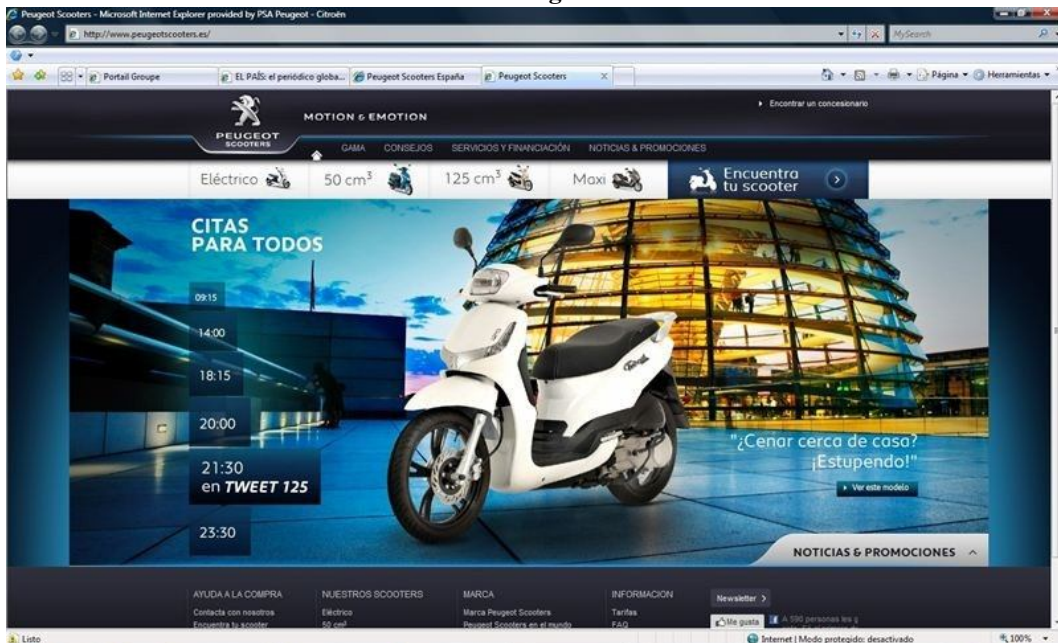 Peugeot Scooters - Microsoft Internet Explorer provided by PSA Peugeot - Citroën
http://www.peugeotscooters.es/
MySearch
Portail Groupe
EL PAÍS: el periódico globa...
Peugeot Scooters España
Peugeot Scooters
Página
Herramientas
PEUGEOT
SCOOTERS
MOTION & EMOTION
Encontrar un concesionario
GAMA CONSEJOS SERVICIOS Y FINANCIACIÓN NOTICIAS & PROMOCIONES
Eléctrico
50 cm³
125 cm³
Maxi
Encuentra
tu scooter
CITAS
PARA TODOS
09:15
14:00
18:15
20:00
21:30
en TWEET 125
23:30
"¿Cenar cerca de casa?
¡Estupendo!"
Ver este modelo
NOTICIAS & PROMOCIONES
AYUDA A LA COMPRA
Contacta con nosotros
Encuentra tu scooter
NUESTROS SCOOTERS
Eléctrico
50 cm³
MARCA
Marca Peugeot Scooters
Peugeot Scooters en el mundo
INFORMACION
Tarifas
FAQ
Newsletter
Me gusta
A 590 personas les g
Listo
Internet | Modo protegido: desactivado
100%